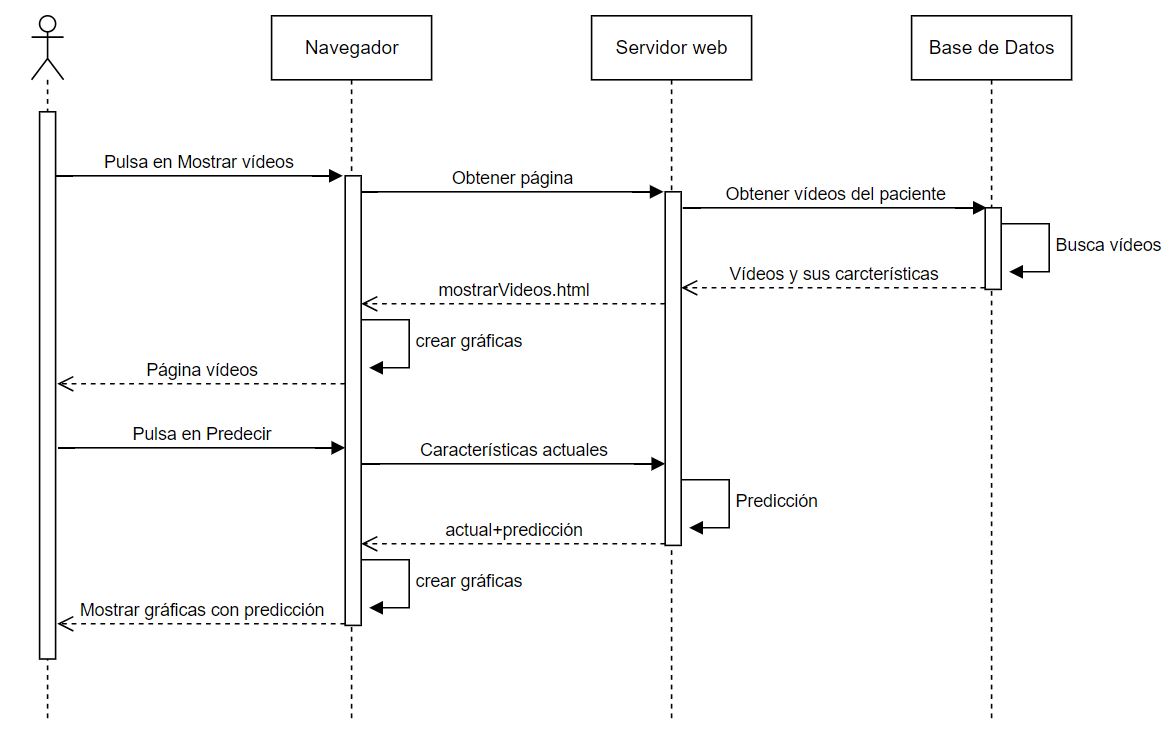 Navegador
Servidor web
Base de Datos
Pulsa en Mostrar vídeos
Obtener página
Obtener vídeos del paciente
Busca vídeos
Vídeos y sus carcterísticas
mostrarVideos.html
crear gráficas
Página vídeos
Pulsa en Predecir
Características actuales
Predicción
actual+predicción
crear gráficas
Mostrar gráficas con predicción